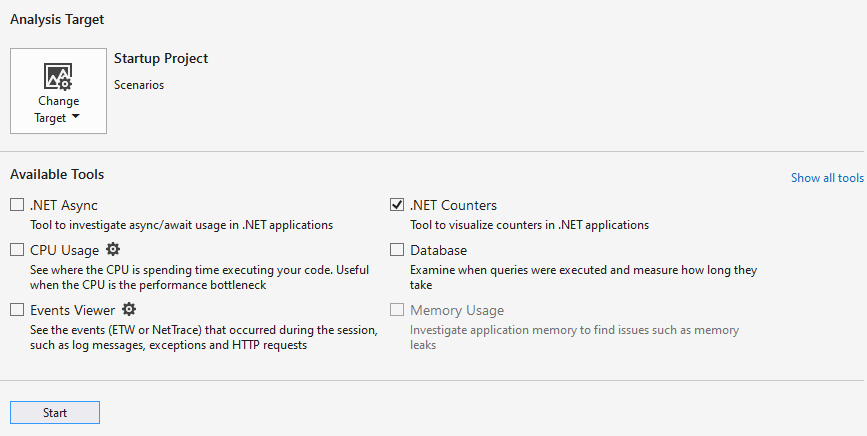 Analysis Target
Change
Target
Startup Project
Scenarios
Available Tools
Show all tools
.NET Async
Tool to investigate async/await usage in .NET applications
.NET Counters
Tool to visualize counters in .NET applications
CPU Usage
See where the CPU is spending time executing your code. Useful
when the CPU is the performance bottleneck
Database
Examine when queries were executed and measure how long they
take
Events Viewer
See the events (ETW or NetTrace) that occurred during the session,
such as log messages, exceptions and HTTP requests
Memory Usage
Investigate application memory to find issues such as memory
leaks
Start